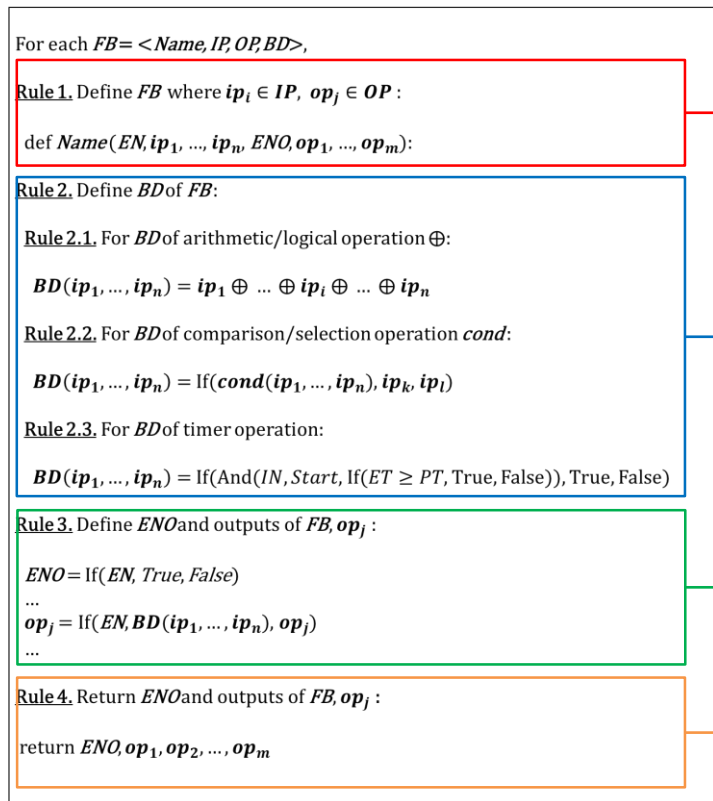 For each FB= <Name, IP, OP, BD>,
Rule 1. Define FB where ipᵢ ∈ IP, opⱼ ∈ OP :
def Name(EN, ip₁, …, ipₙ, ENO, op₁, …, opₘ):
Rule 2. Define BD of FB:
Rule 2.1. For BD of arithmetic/logical operation ⊕:
BD(ip₁, …, ipₙ) = ip₁ ⊕ … ⊕ ipᵢ ⊕ … ⊕ ipₙ
Rule 2.2. For BD of comparison/selection operation cond:
BD(ip₁, …, ipₙ) = If(cond(ip₁, …, ipₙ), ipₖ, ipₗ)
Rule 2.3. For BD of timer operation:
BD(ip₁, …, ipₙ) = If(And(IN, Start, If(ET ≥ PT, True, False)), True, False)
Rule 3. Define ENO and outputs of FB, opⱼ :
ENO = If(EN, True, False)
…
opⱼ = If(EN, BD(ip₁, …, ipₙ), opⱼ)
…
Rule 4. Return ENO and outputs of FB, opⱼ :
return ENO, op₁, op₂, …, opₘ